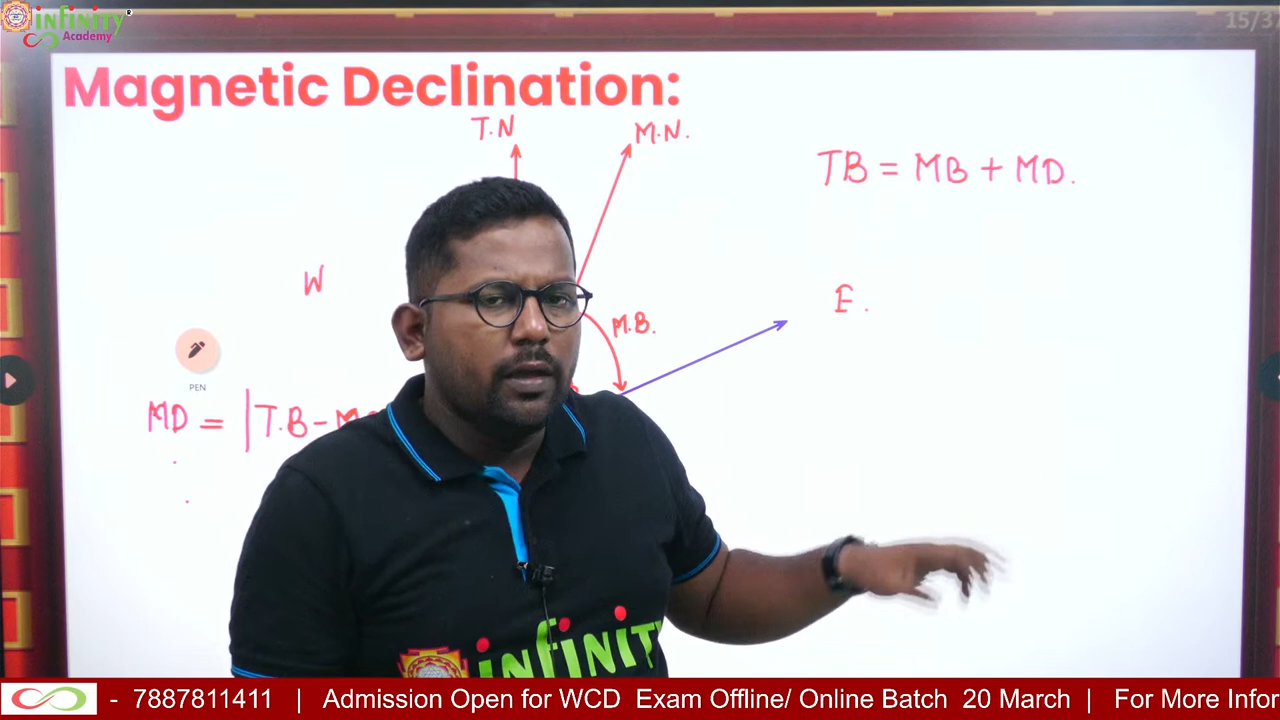 infinity
Academy
15/3
Magnetic Declination:
T.N
M.N.
TB = MB + MD.
W
E.
M.B.
PEN
MD = |T.B-M
infinity
- 7887811411 | Admission Open for WCD Exam Offline/ Online Batch 20 March | For More Infor